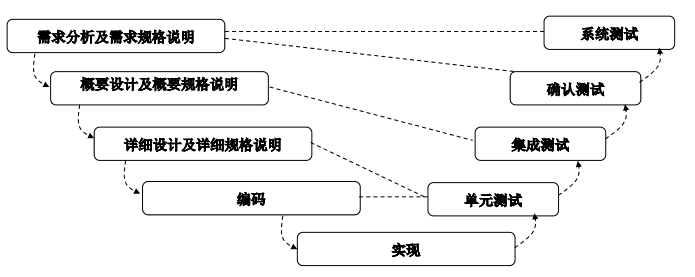 需求分析及需求规格说明
系统测试
概要设计及概要规格说明
确认测试
详细设计及详细规格说明
集成测试
编码
单元测试
实现